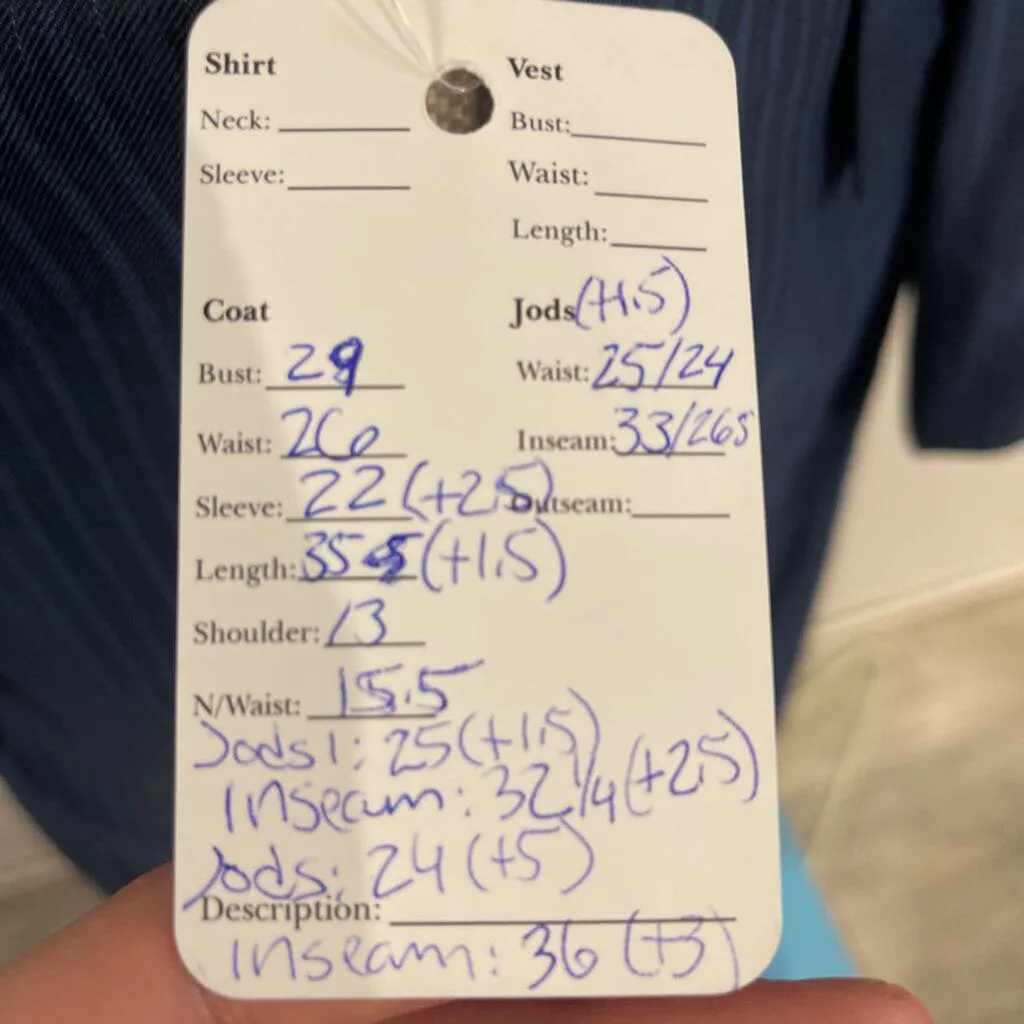 Shirt
Neck:
Sleeve:
Vest
Bust:
Waist:
Length:
Coat
Bust: 29
Waist: 26
Sleeve: 22 (+2.5)
Length: 35 (+1.5)
Shoulder: 13
N/Waist: 15.5
Jods (+1.5)
Waist: 25/24
Inseam: 33/265
Outseam:
Jods 1: 25 (+1.5)
Inseam: 32 1/4 (+2.5)
Jods: 24 (+5)
Description:
Inseam: 36 (+3)